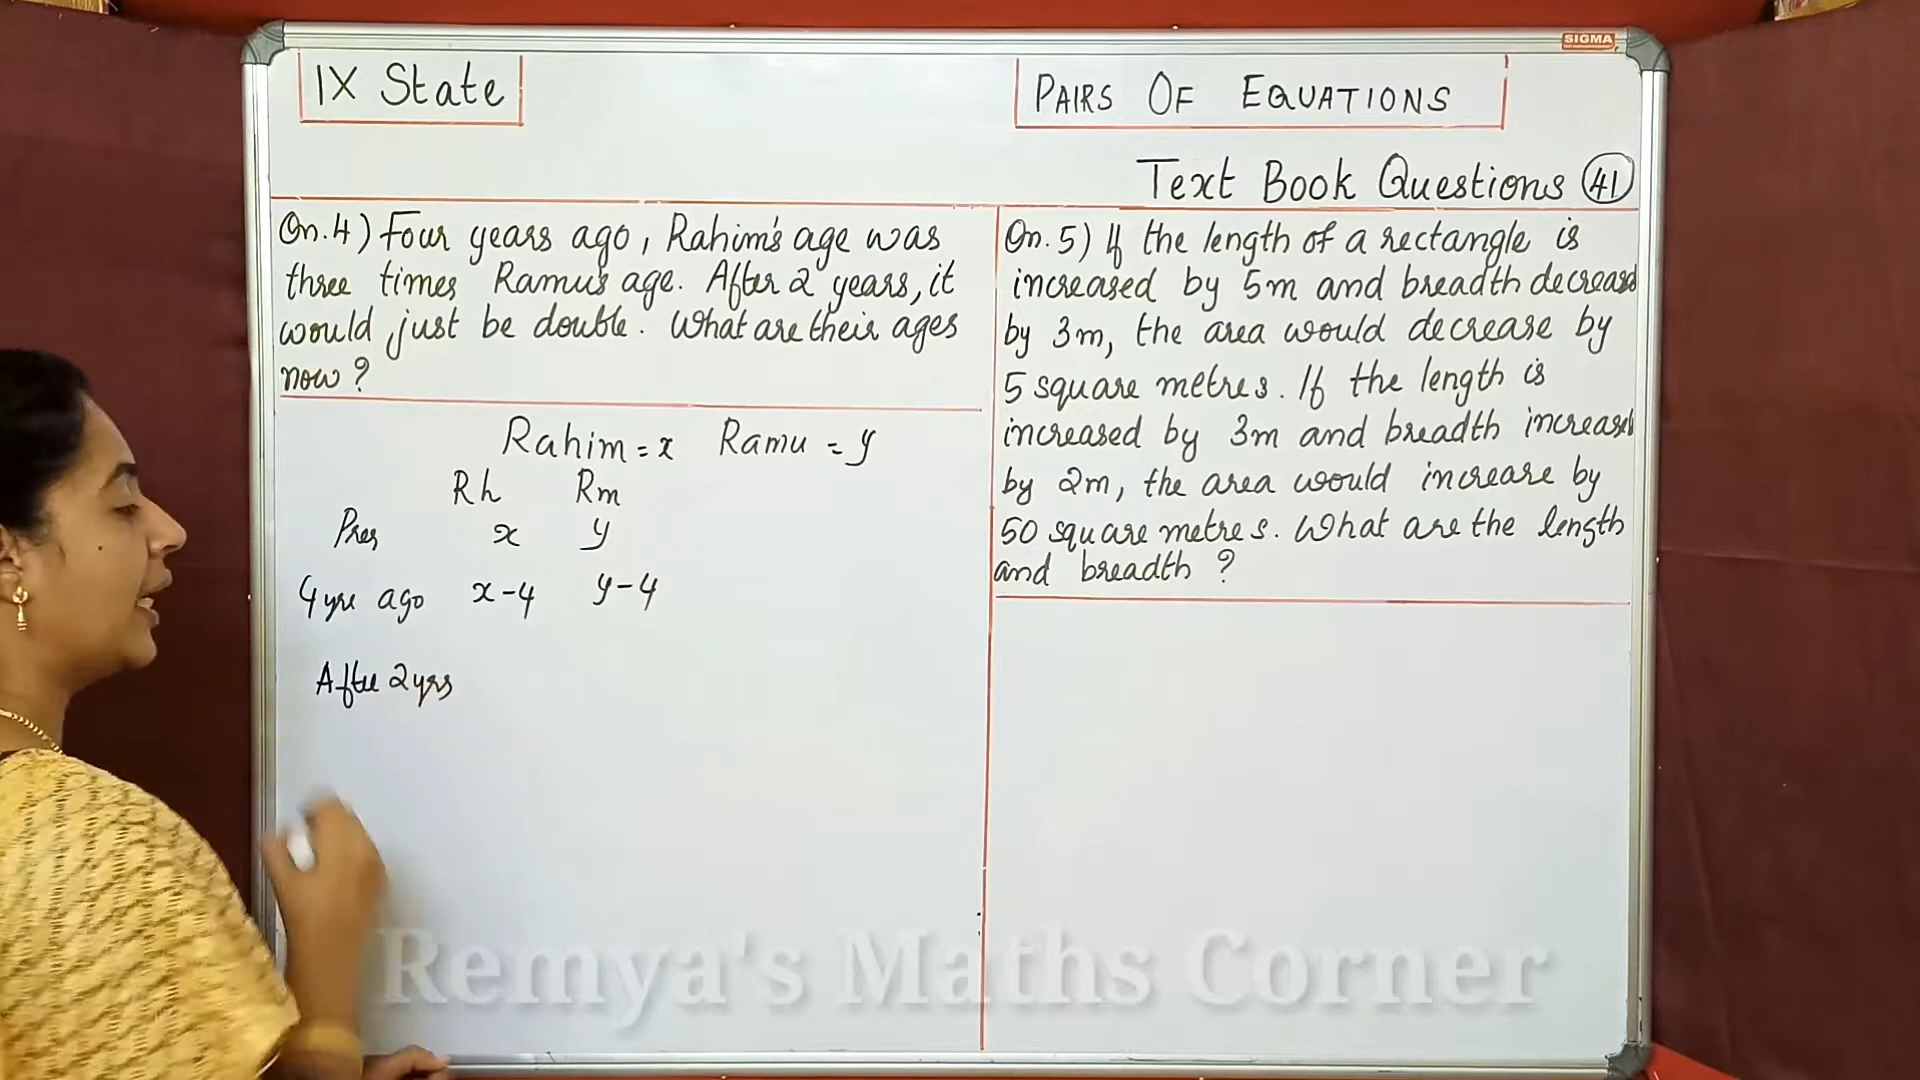 SIGMA
IX State
PAIRS OF EQUATIONS
Text Book Questions 41
Qn. 4) Four years ago, Rahim's age was
three times Ramu's age. After 2 years, it
would just be double. What are their ages
now?
Rahim = x Ramu = y
Rh Rm
Pres x y
4 yrs ago x-4 y-4
After 2 yrs
Qn. 5) If the length of a rectangle is
increased by 5m and breadth decreased
by 3m, the area would decrease by
5 square metres. If the length is
increased by 3m and breadth increased
by 2m, the area would increase by
50 square metres. What are the length
and breadth ?
Remya's Maths Corner